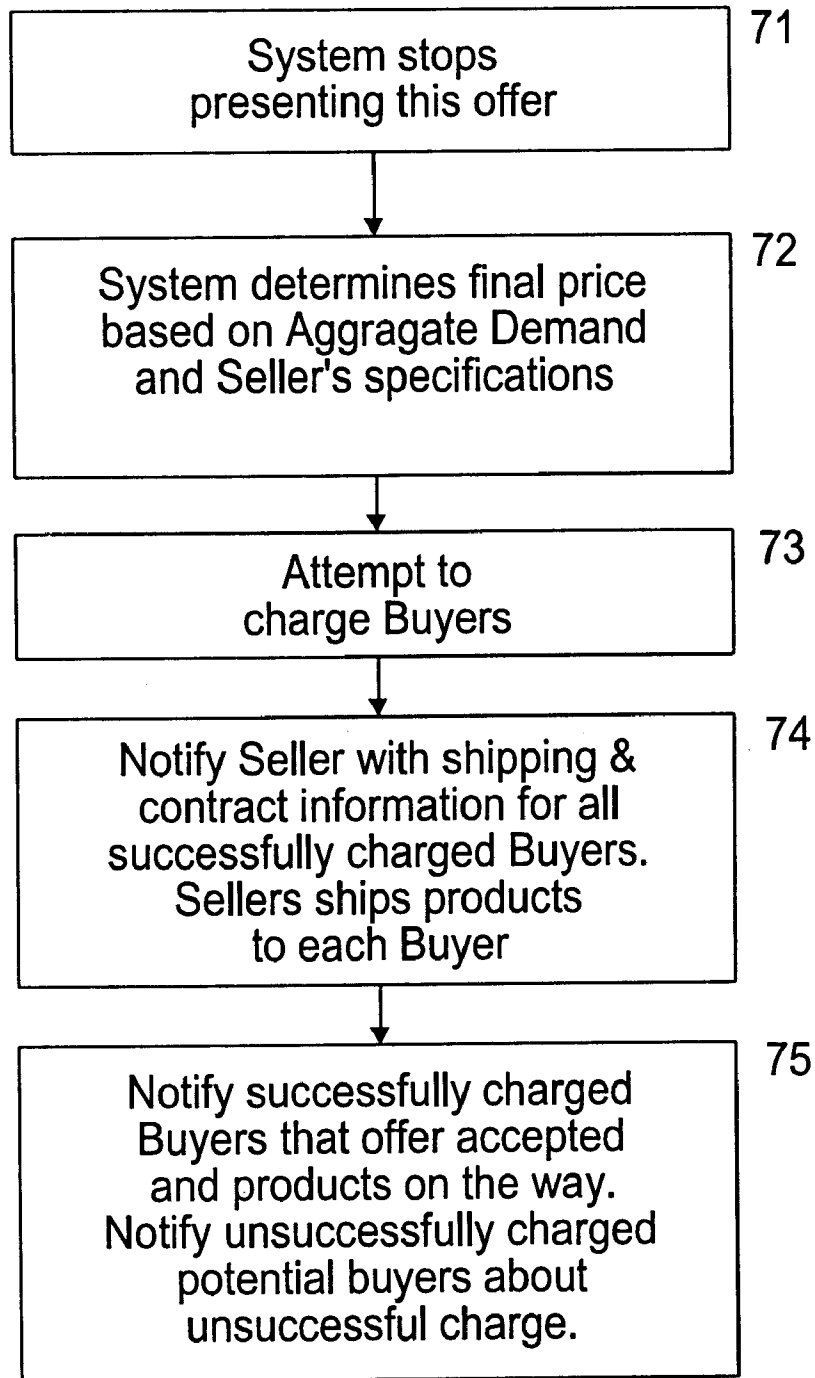 71
System stops
presenting this offer
72
System determines final price
based on Aggragate Demand
and Seller's specifications
73
Attempt to
charge Buyers
74
Notify Seller with shipping &
contract information for all
successfully charged Buyers.
Sellers ships products
to each Buyer
75
Notify successfully charged
Buyers that offer accepted
and products on the way.
Notify unsuccessfully charged
potential buyers about
unsuccessful charge.